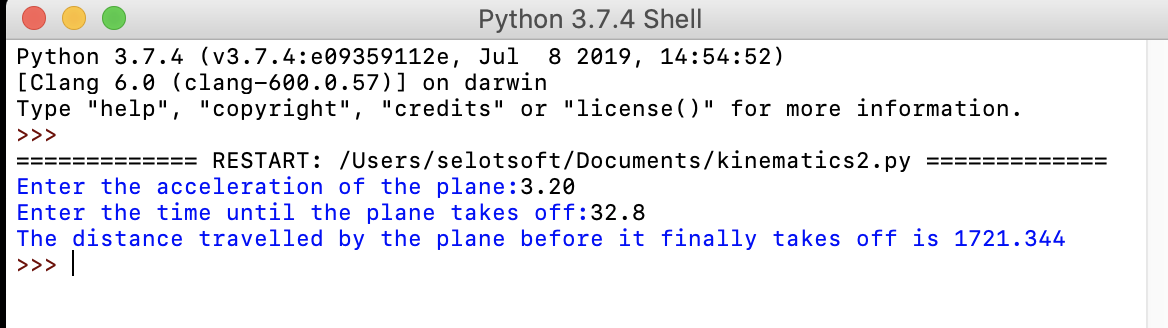 Python 3.7.4 Shell
Python 3.7.4 (v3.7.4:e09359112e, Jul  8 2019, 14:54:52)
[Clang 6.0 (clang-600.0.57)] on darwin
Type "help", "copyright", "credits" or "license()" for more information.
>>>
============= RESTART: /Users/selotsoft/Documents/kinematics2.py =============
Enter the acceleration of the plane:3.20
Enter the time until the plane takes off:32.8
The distance travelled by the plane before it finally takes off is 1721.344
>>>